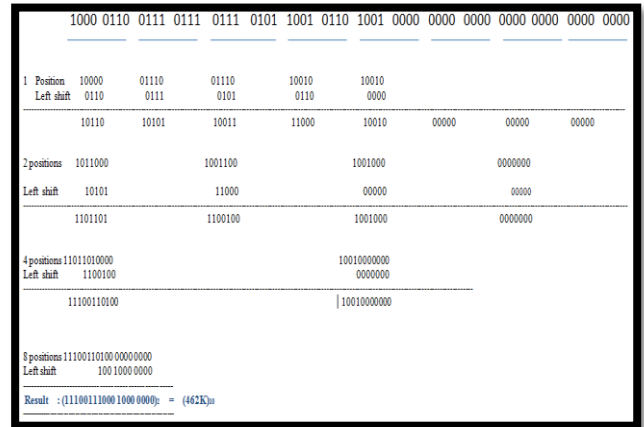 1000 0110 0111 0111 0111 0101 1001 0110 1001 0000 0000 0000 0000 0000 0000 0000
1 Position 10000 01110 01110 10010 10010
Left shift 0110 0111 0101 0110 0000
10110 10101 10011 11000 10010 00000 00000 00000
2 positions 1011000 1001100 1001000 0000000
Left shift 10101 11000 00000 00000
1101101 1100100 1001000 0000000
4 positions 11011010000 10010000000
Left shift 1100100 0000000
11100110100 10010000000
8 positions 11100110100 00000000
Left shift 100 1000 0000
Result : (11100111000 1000 0000)2 = (462K)10